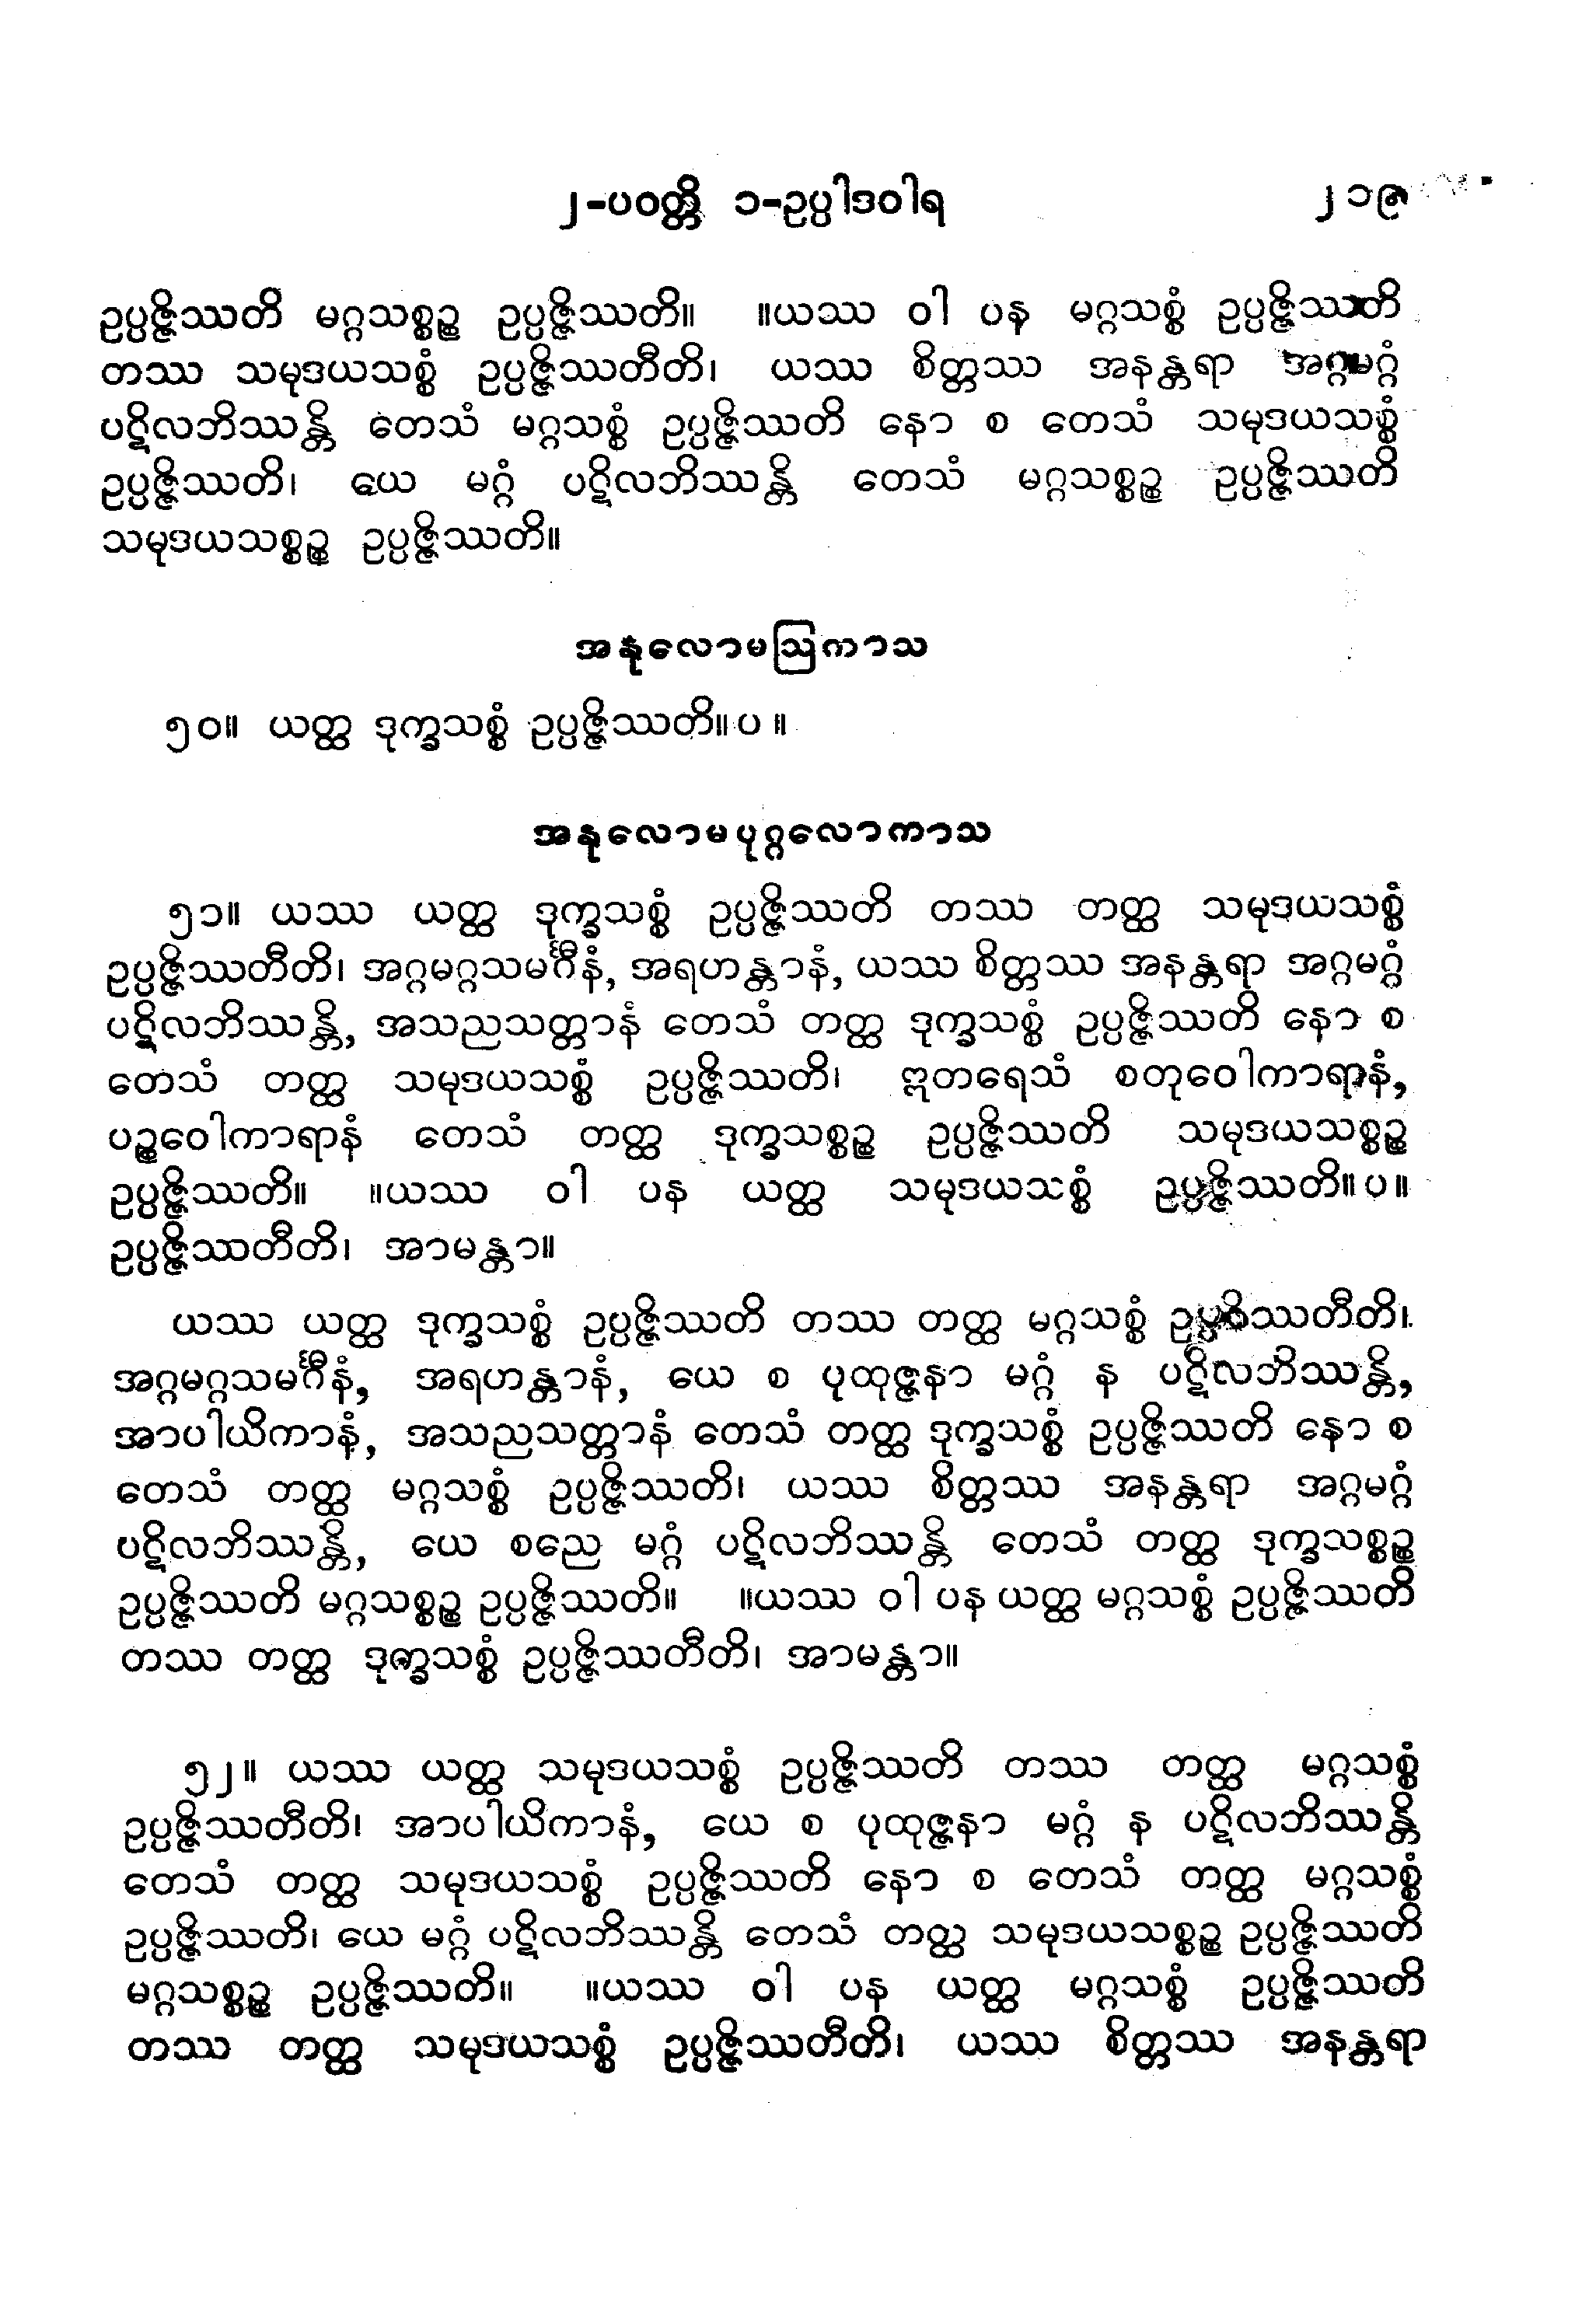 ၂-ပဝတ္တိ ၁-ဥပ္ပါဒဝါရ ၂၁၉
ဥပ္ပဇ္ဇိဿတိ မဂ္ဂသစ္စဉ္စ ဥပ္ပဇ္ဇိဿတိ။ ။ယဿ ဝါ ပန မဂ္ဂသစ္စံ ဥပ္ပဇ္ဇိဿတိ
တဿ သမုဒယသစ္စံ ဥပ္ပဇ္ဇိဿတီတိ၊ ယဿ စိတ္တဿ အနန္တရာ အဂ္ဂမဂ္ဂံ
ပဋိလဘိဿန္တိ တေသံ မဂ္ဂသစ္စံ ဥပ္ပဇ္ဇိဿတိ နော စ တေသံ သမုဒယသစ္စံ
ဥပ္ပဇ္ဇိဿတိ၊ ယေ မဂ္ဂံ ပဋိလဘိဿန္တိ တေသံ မဂ္ဂသစ္စဉ္စ ဥပ္ပဇ္ဇိဿတိ
သမုဒယသစ္စဉ္စ ဥပ္ပဇ္ဇိဿတိ။
အနုလောမဩကာသ
၅၀။ ယတ္ထ ဒုက္ခသစ္စံ ဥပ္ပဇ္ဇိဿတိ။ပ။
အနုလောမပုဂ္ဂလောကာသ
၅၁။ ယဿ ယတ္ထ ဒုက္ခသစ္စံ ဥပ္ပဇ္ဇိဿတိ တဿ တတ္ထ သမုဒယသစ္စံ
ဥပ္ပဇ္ဇိဿတီတိ၊ အဂ္ဂမဂ္ဂသမင်္ဂီနံ, အရဟန္တာနံ, ယဿ စိတ္တဿ အနန္တရာ အဂ္ဂမဂ္ဂံ
ပဋိလဘိဿန္တိ, အသညသတ္တာနံ တေသံ တတ္ထ ဒုက္ခသစ္စံ ဥပ္ပဇ္ဇိဿတိ နော စ
တေသံ တတ္ထ သမုဒယသစ္စံ ဥပ္ပဇ္ဇိဿတိ၊ ဣတရေသံ စတုဝေါကာရာနံ,
ပဉ္စဝေါကာရာနံ တေသံ တတ္ထ ဒုက္ခသစ္စဉ္စ ဥပ္ပဇ္ဇိဿတိ သမုဒယသစ္စဉ္စ
ဥပ္ပဇ္ဇိဿတိ။ ။ယဿ ဝါ ပန ယတ္ထ သမုဒယသစ္စံ ဥပ္ပဇ္ဇိဿတိ။ပ။
ဥပ္ပဇ္ဇိဿတီတိ၊ အာမန္တာ။
ယဿ ယတ္ထ ဒုက္ခသစ္စံ ဥပ္ပဇ္ဇိဿတိ တဿ တတ္ထ မဂ္ဂသစ္စံ ဥပ္ပဇ္ဇိဿတီတိ၊
အဂ္ဂမဂ္ဂသမင်္ဂီနံ, အရဟန္တာနံ, ယေ စ ပုထုဇ္ဇနာ မဂ္ဂံ န ပဋိလဘိဿန္တိ,
အာပါယိကာနံ, အသညသတ္တာနံ တေသံ တတ္ထ ဒုက္ခသစ္စံ ဥပ္ပဇ္ဇိဿတိ နော စ
တေသံ တတ္ထ မဂ္ဂသစ္စံ ဥပ္ပဇ္ဇိဿတိ၊ ယဿ စိတ္တဿ အနန္တရာ အဂ္ဂမဂ္ဂံ
ပဋိလဘိဿန္တိ, ယေ စညေ မဂ္ဂံ ပဋိလဘိဿန္တိ တေသံ တတ္ထ ဒုက္ခသစ္စဉ္စ
ဥပ္ပဇ္ဇိဿတိ မဂ္ဂသစ္စဉ္စ ဥပ္ပဇ္ဇိဿတိ။ ။ယဿ ဝါ ပန ယတ္ထ မဂ္ဂသစ္စံ ဥပ္ပဇ္ဇိဿတိ
တဿ တတ္ထ ဒုက္ခသစ္စံ ဥပ္ပဇ္ဇိဿတီတိ၊ အာမန္တာ။
၅၂။ ယဿ ယတ္ထ သမုဒယသစ္စံ ဥပ္ပဇ္ဇိဿတိ တဿ တတ္ထ မဂ္ဂသစ္စံ
ဥပ္ပဇ္ဇိဿတီတိ၊ အာပါယိကာနံ, ယေ စ ပုထုဇ္ဇနာ မဂ္ဂံ န ပဋိလဘိဿန္တိ
တေသံ တတ္ထ သမုဒယသစ္စံ ဥပ္ပဇ္ဇိဿတိ နော စ တေသံ တတ္ထ မဂ္ဂသစ္စံ
ဥပ္ပဇ္ဇိဿတိ၊ ယေ မဂ္ဂံ ပဋိလဘိဿန္တိ တေသံ တတ္ထ သမုဒယသစ္စဉ္စ ဥပ္ပဇ္ဇိဿတိ
မဂ္ဂသစ္စဉ္စ ဥပ္ပဇ္ဇိဿတိ။ ။ယဿ ဝါ ပန ယတ္ထ မဂ္ဂသစ္စံ ဥပ္ပဇ္ဇိဿတိ
တဿ တတ္ထ သမုဒယသစ္စံ ဥပ္ပဇ္ဇိဿတီတိ၊ ယဿ စိတ္တဿ အနန္တရာ